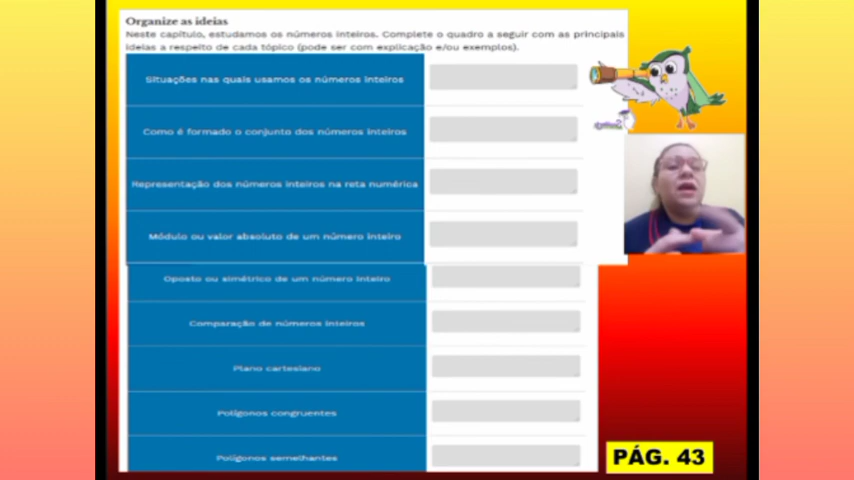 Organize as ideias
Neste capítulo, estudamos os números inteiros. Complete o quadro a seguir com as principais
ideias a respeito de cada tópico (pode ser com explicação e/ou exemplos).
Situações nas quais usamos os números inteiros
Como é formado o conjunto dos números inteiros
Representação dos números inteiros na reta numérica
Módulo ou valor absoluto de um número inteiro
Oposto ou simétrico de um número inteiro
Comparação de números inteiros
Plano cartesiano
Polígonos congruentes
Polígonos semelhantes
PÁG. 43